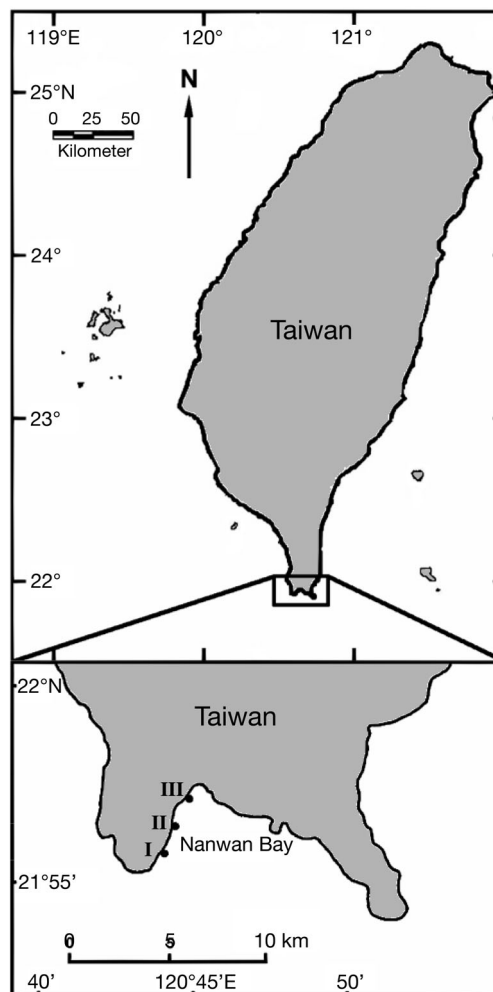 119°E 120° 121°
25°N
N
0 25 50
Kilometer
24°
Taiwan
23°
22°
22°N
Taiwan
III
II
Nanwan Bay
I
21°55’
0 5 10 km
40’ 120°45’E 50’